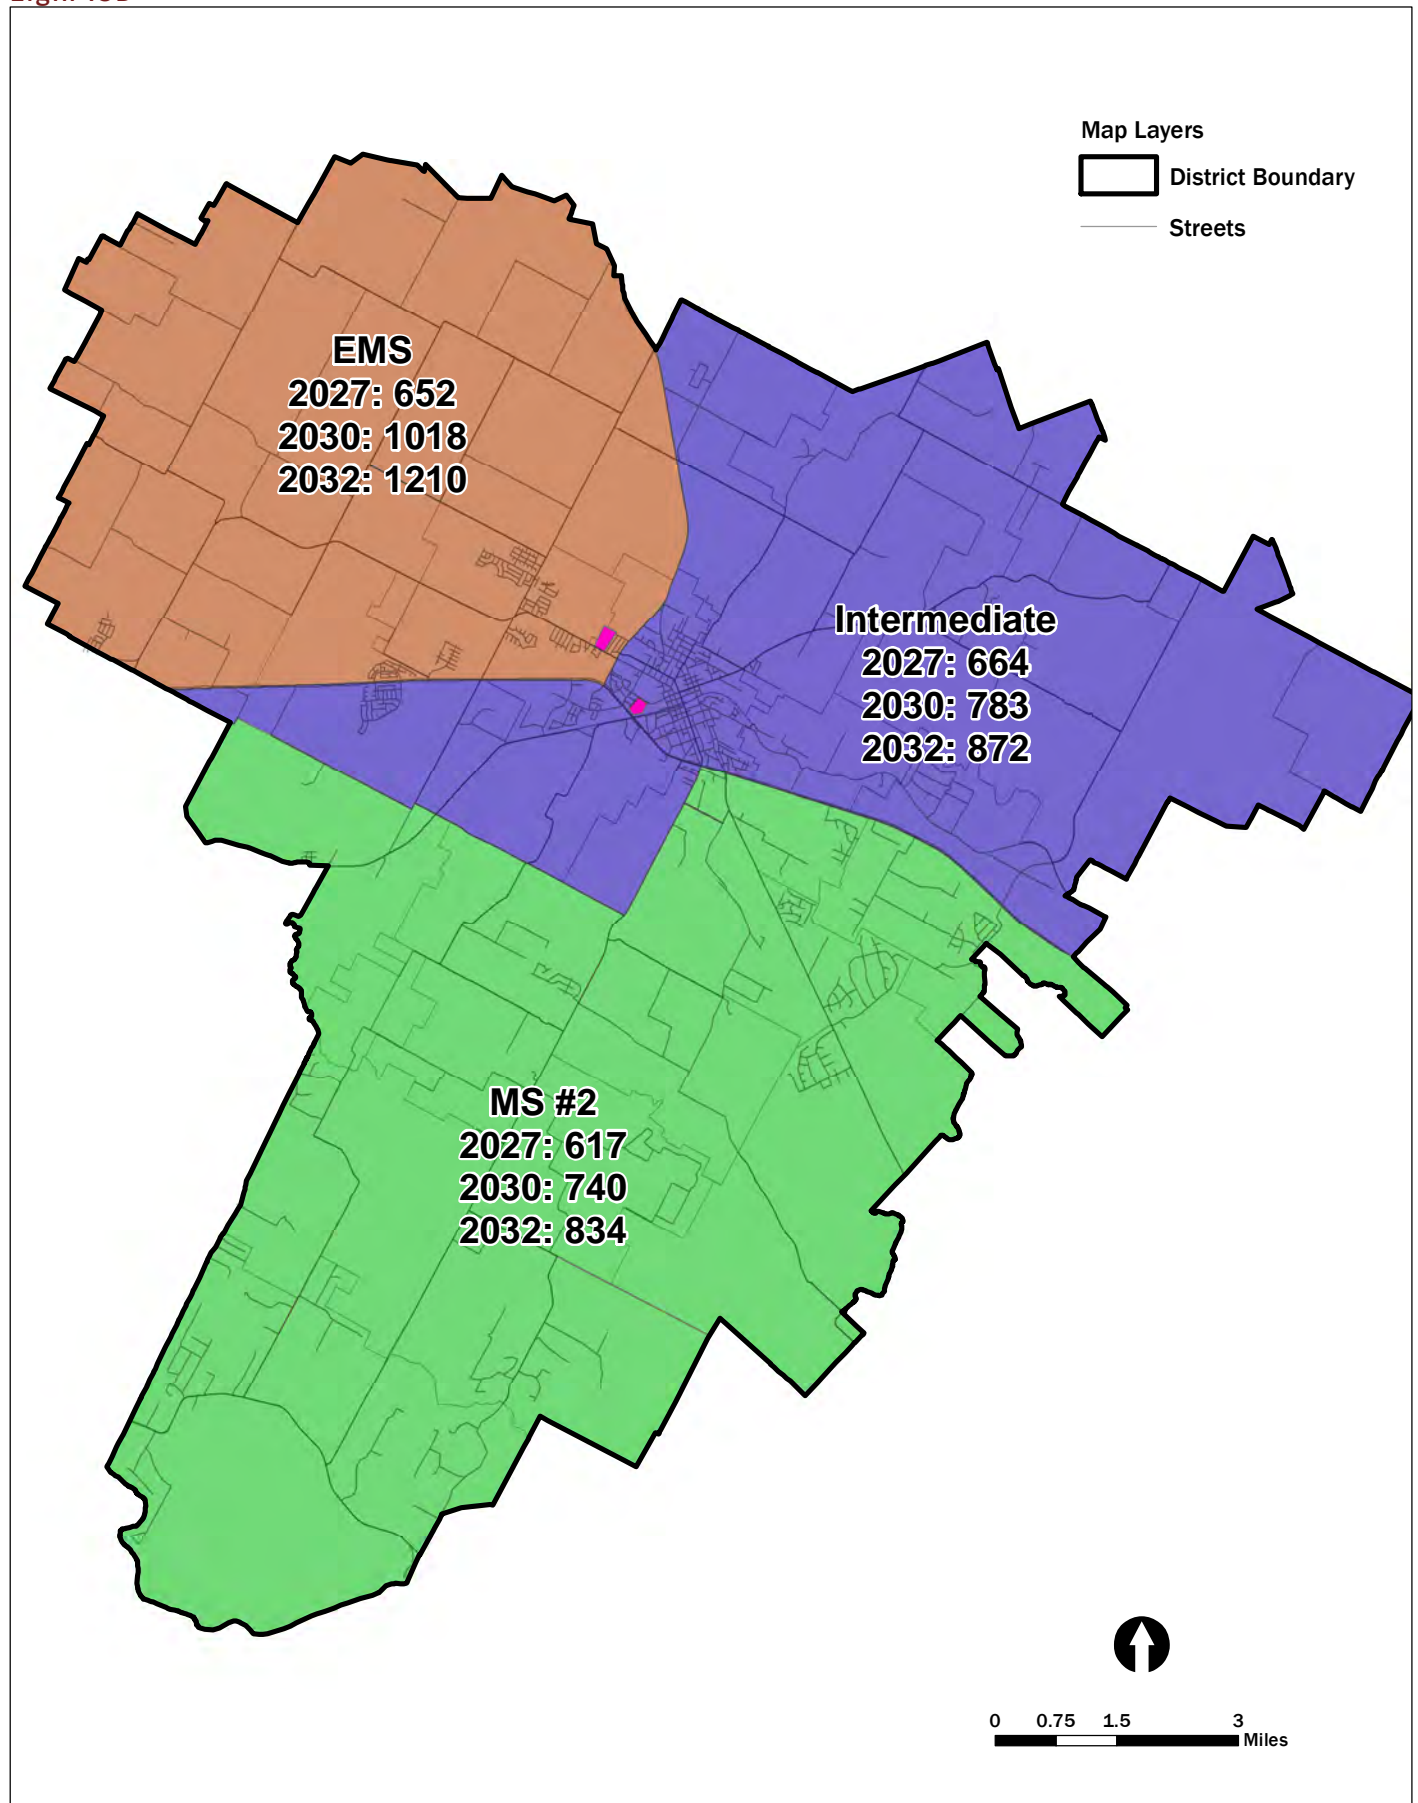 Map Layers
District Boundary
Streets
EMS
2027: 652
2030: 1018
2032: 1210
Intermediate
2027: 664
2030: 783
2032: 872
MS #2
2027: 617
2030: 740
2032: 834
0 0.75 1.5 3
Miles